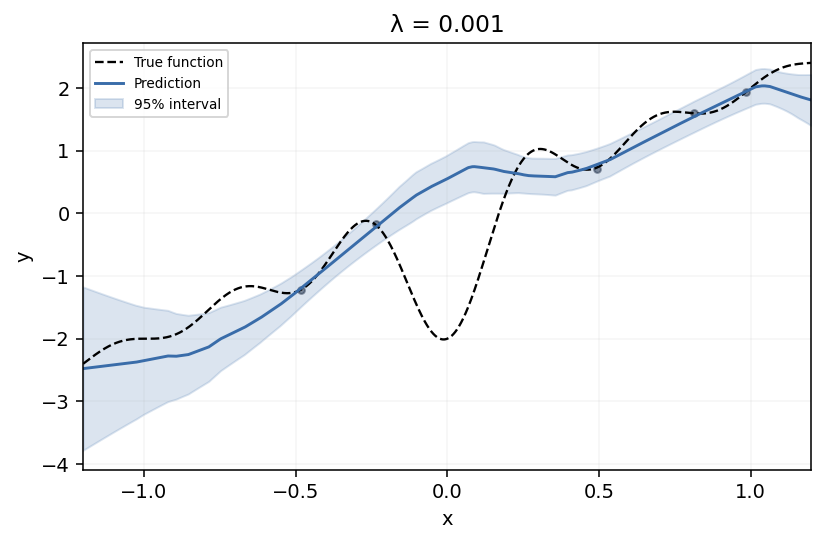 λ = 0.001
True function
Prediction
95% interval
y
2
1
0
−1
−2
−3
−4
−1.0 −0.5 0.0 0.5 1.0
x